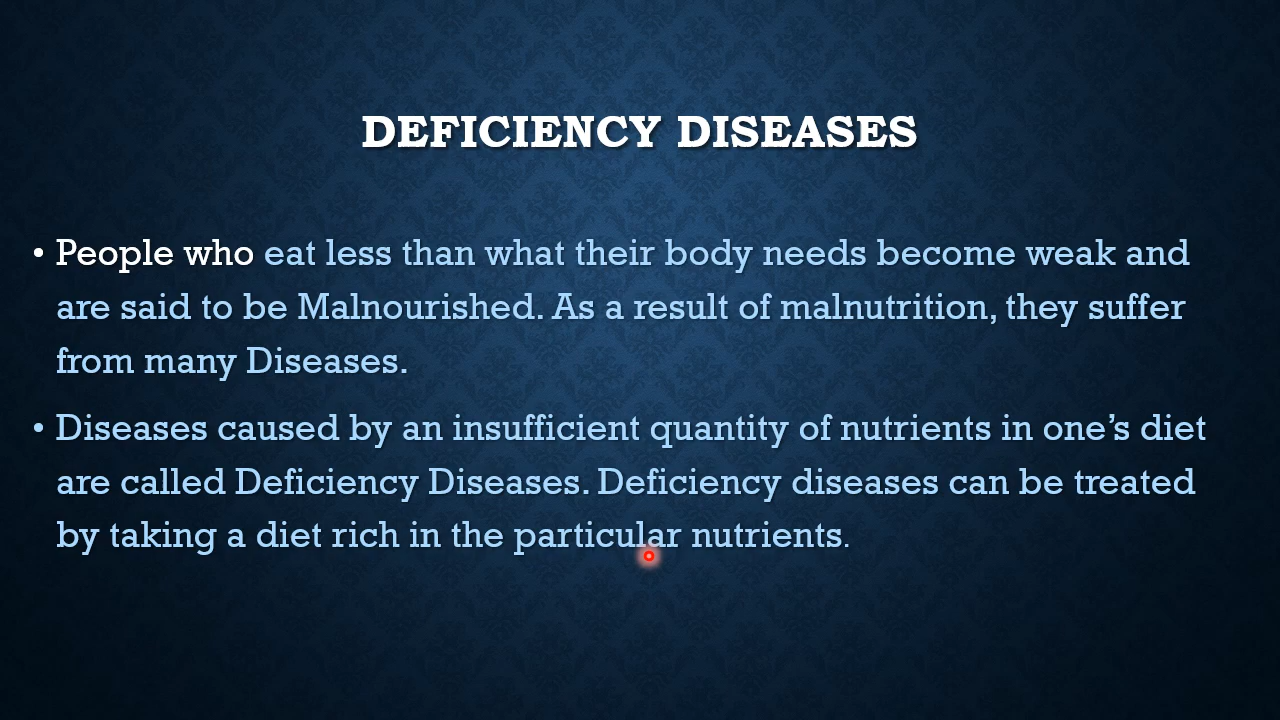 DEFICIENCY DISEASES
• People who eat less than what their body needs become weak and
are said to be Malnourished. As a result of malnutrition, they suffer
from many Diseases.
• Diseases caused by an insufficient quantity of nutrients in one’s diet
are called Deficiency Diseases. Deficiency diseases can be treated
by taking a diet rich in the particular nutrients.